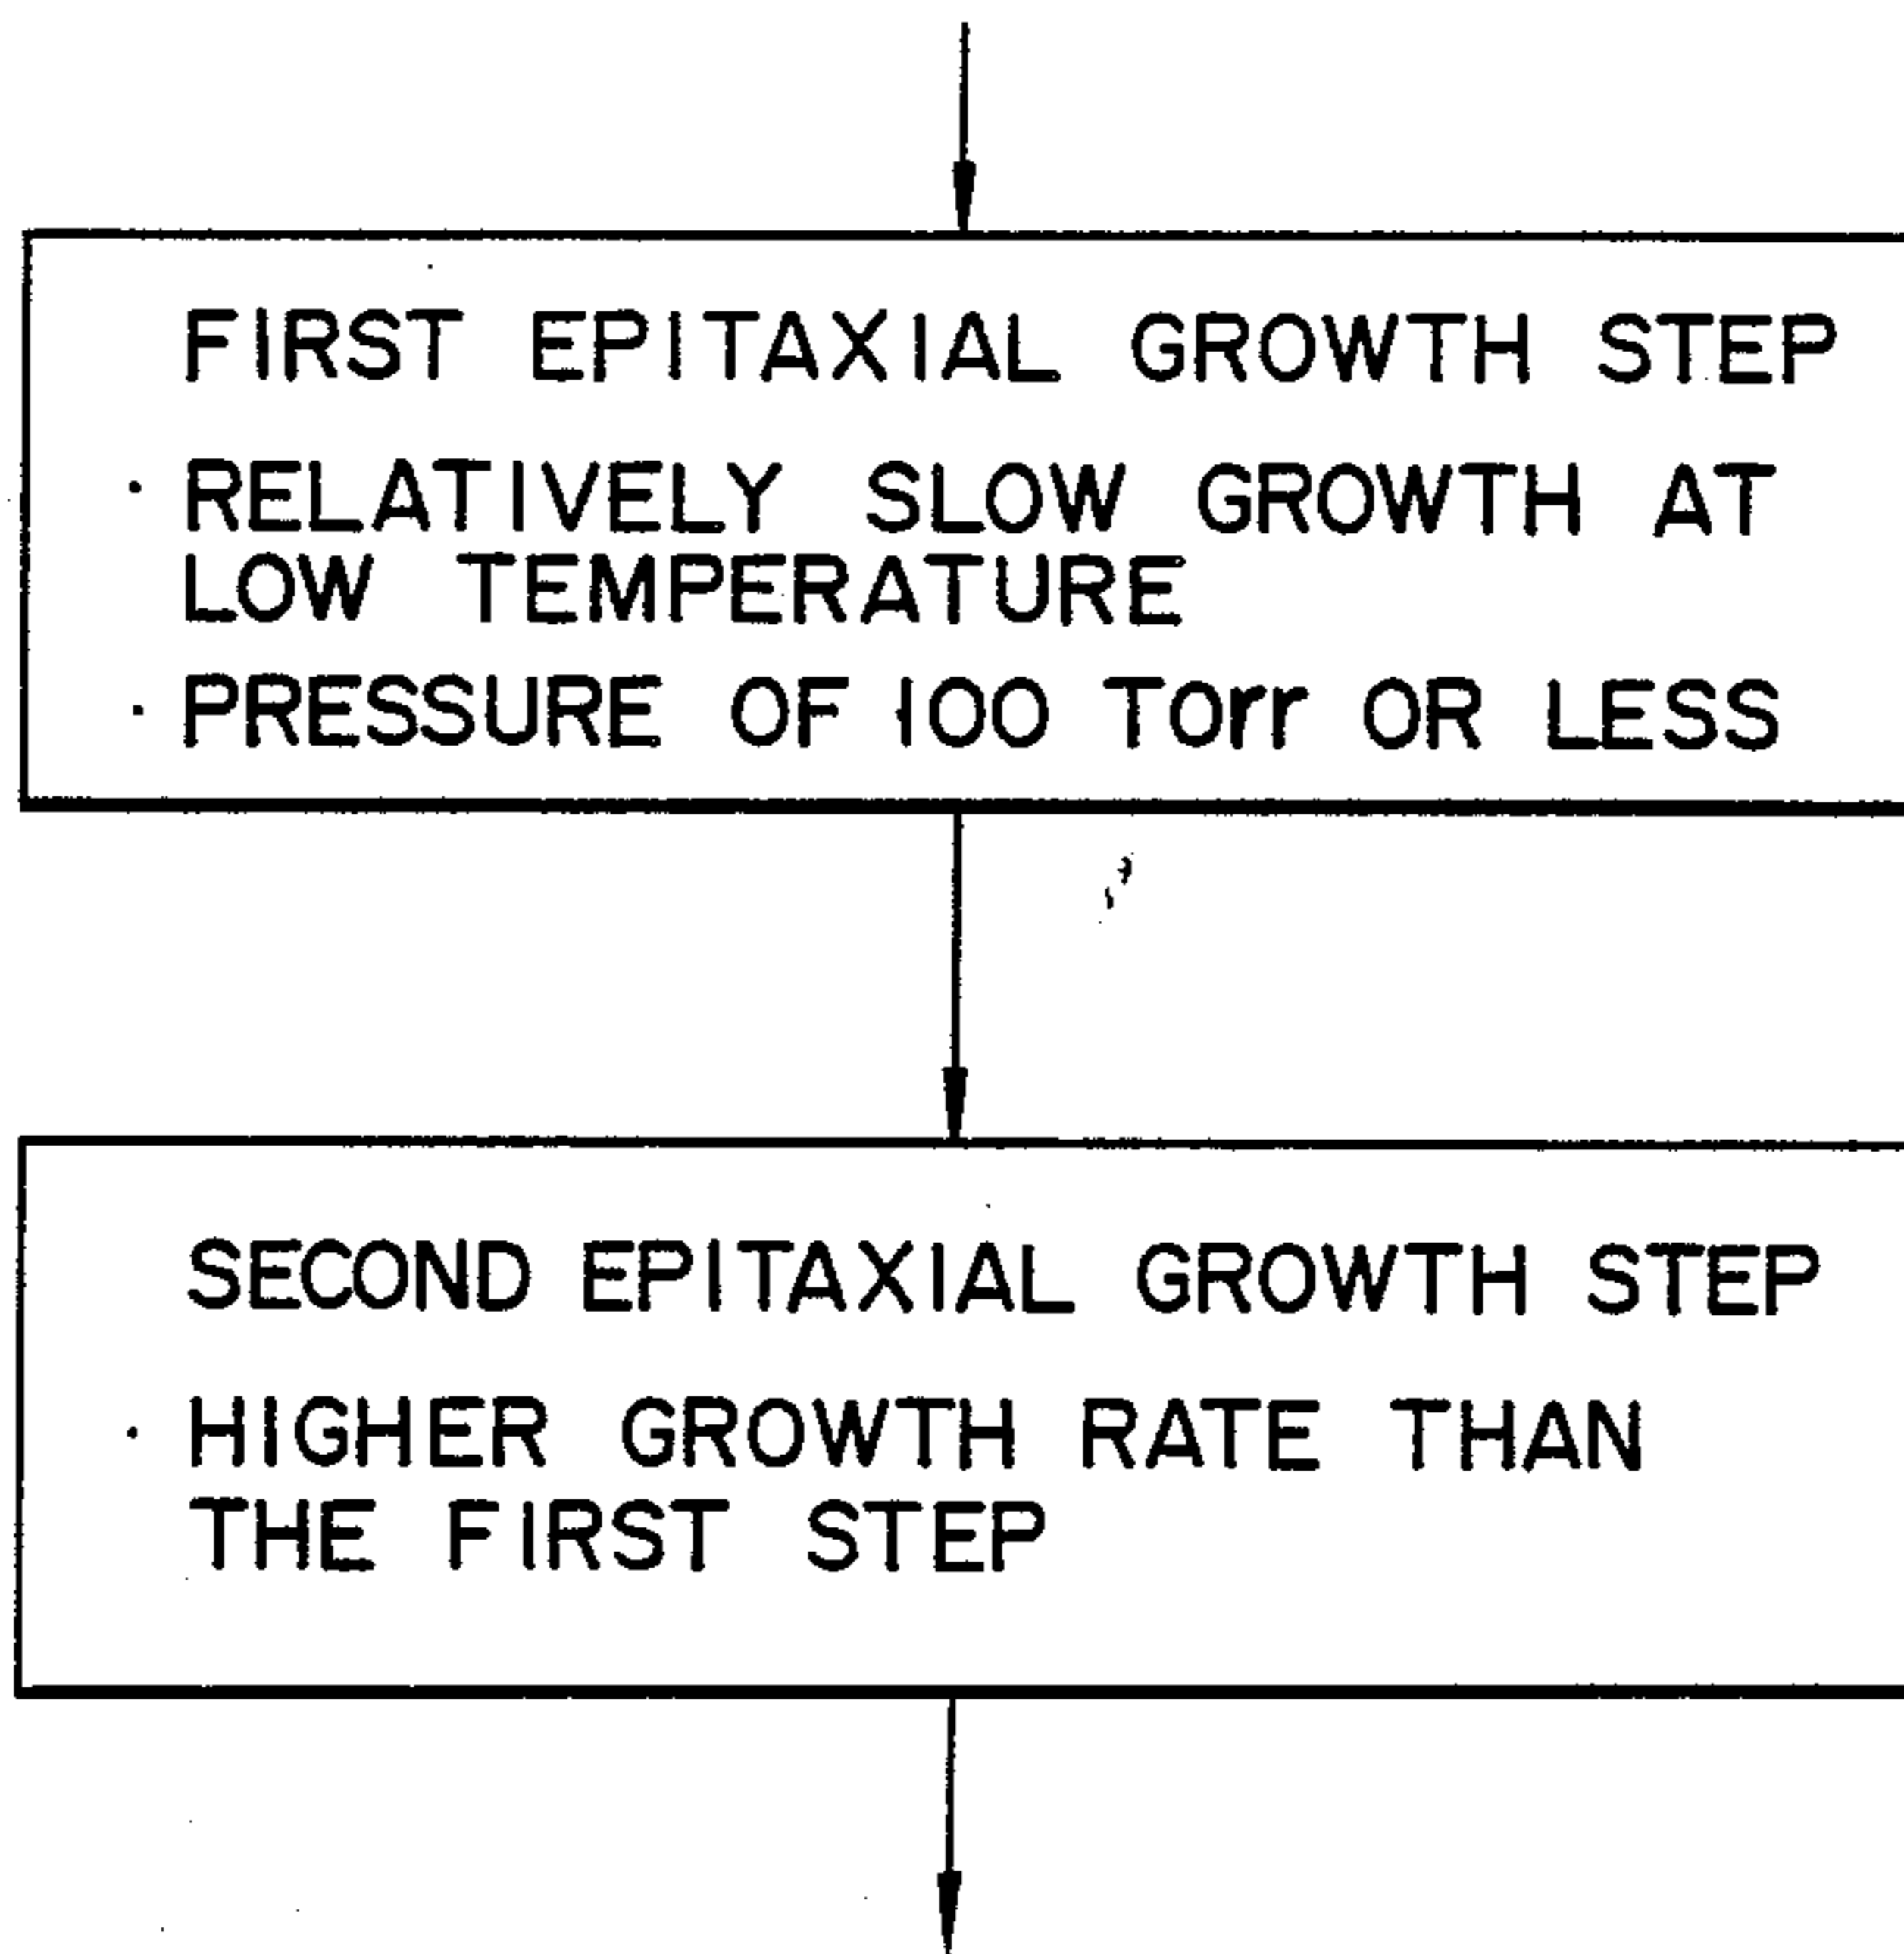 FIRST EPITAXIAL GROWTH STEP
· RELATIVELY SLOW GROWTH AT
LOW TEMPERATURE
· PRESSURE OF 100 Torr OR LESS
SECOND EPITAXIAL GROWTH STEP
· HIGHER GROWTH RATE THAN
THE FIRST STEP